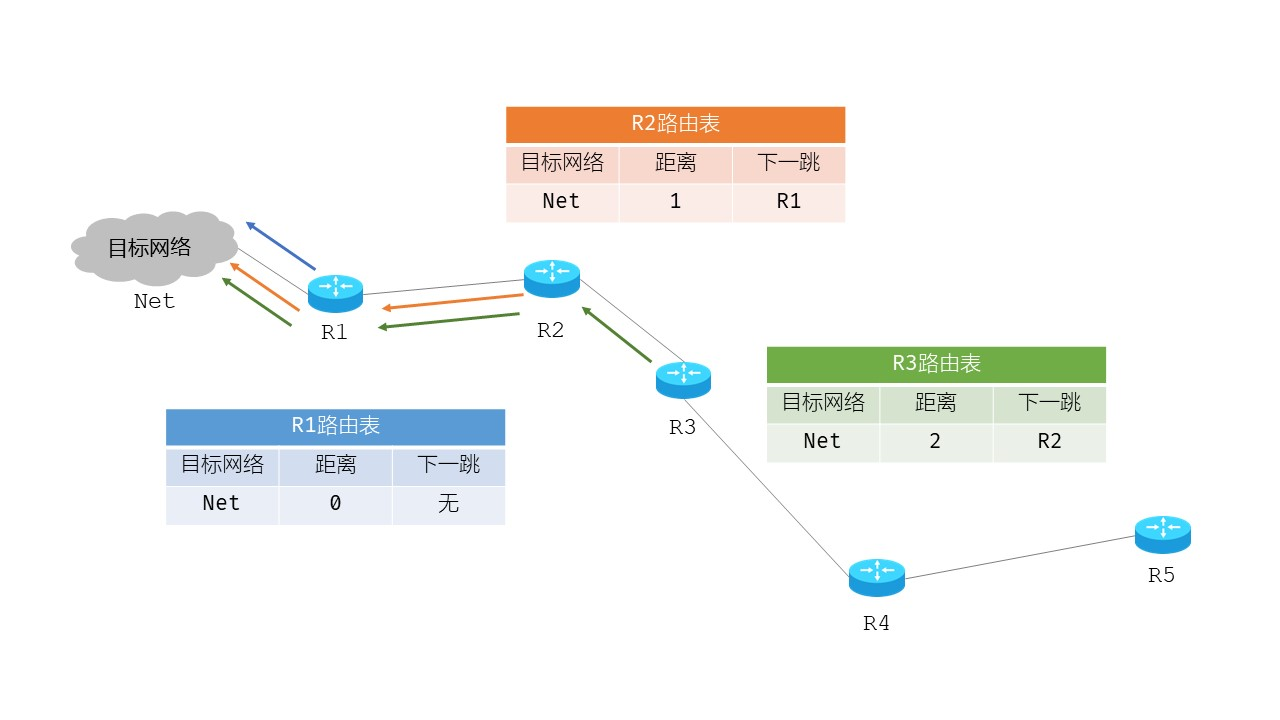 R2路由表
目标网络 距离 下一跳
Net 1 R1
目标网络
Net
R1
R2
R3路由表
目标网络 距离 下一跳
Net 2 R2
R3
R1路由表
目标网络 距离 下一跳
Net 0 无
R5
R4